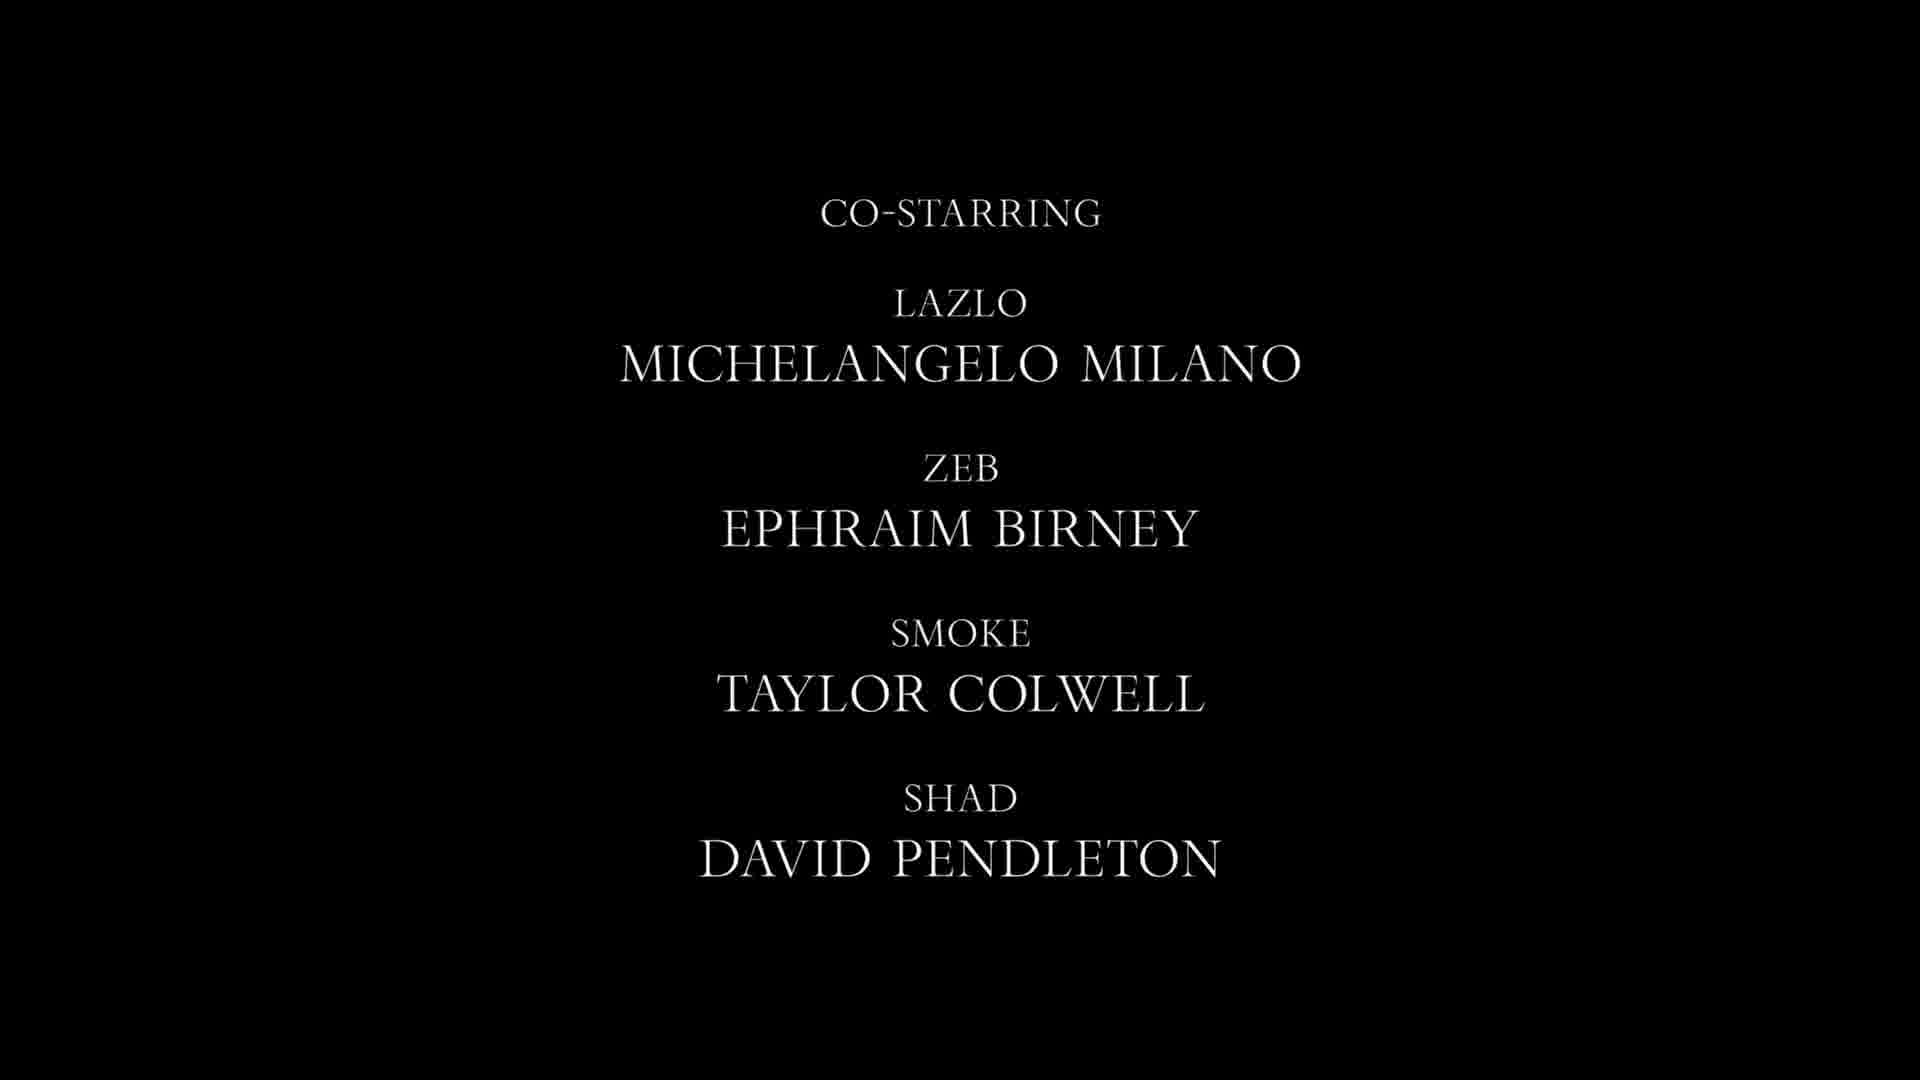 CO-STARRING
LAZLO
MICHELANGELO MILANO
ZEB
EPHRAIM BIRNEY
SMOKE
TAYLOR COLWELL
SHAD
DAVID PENDLETON